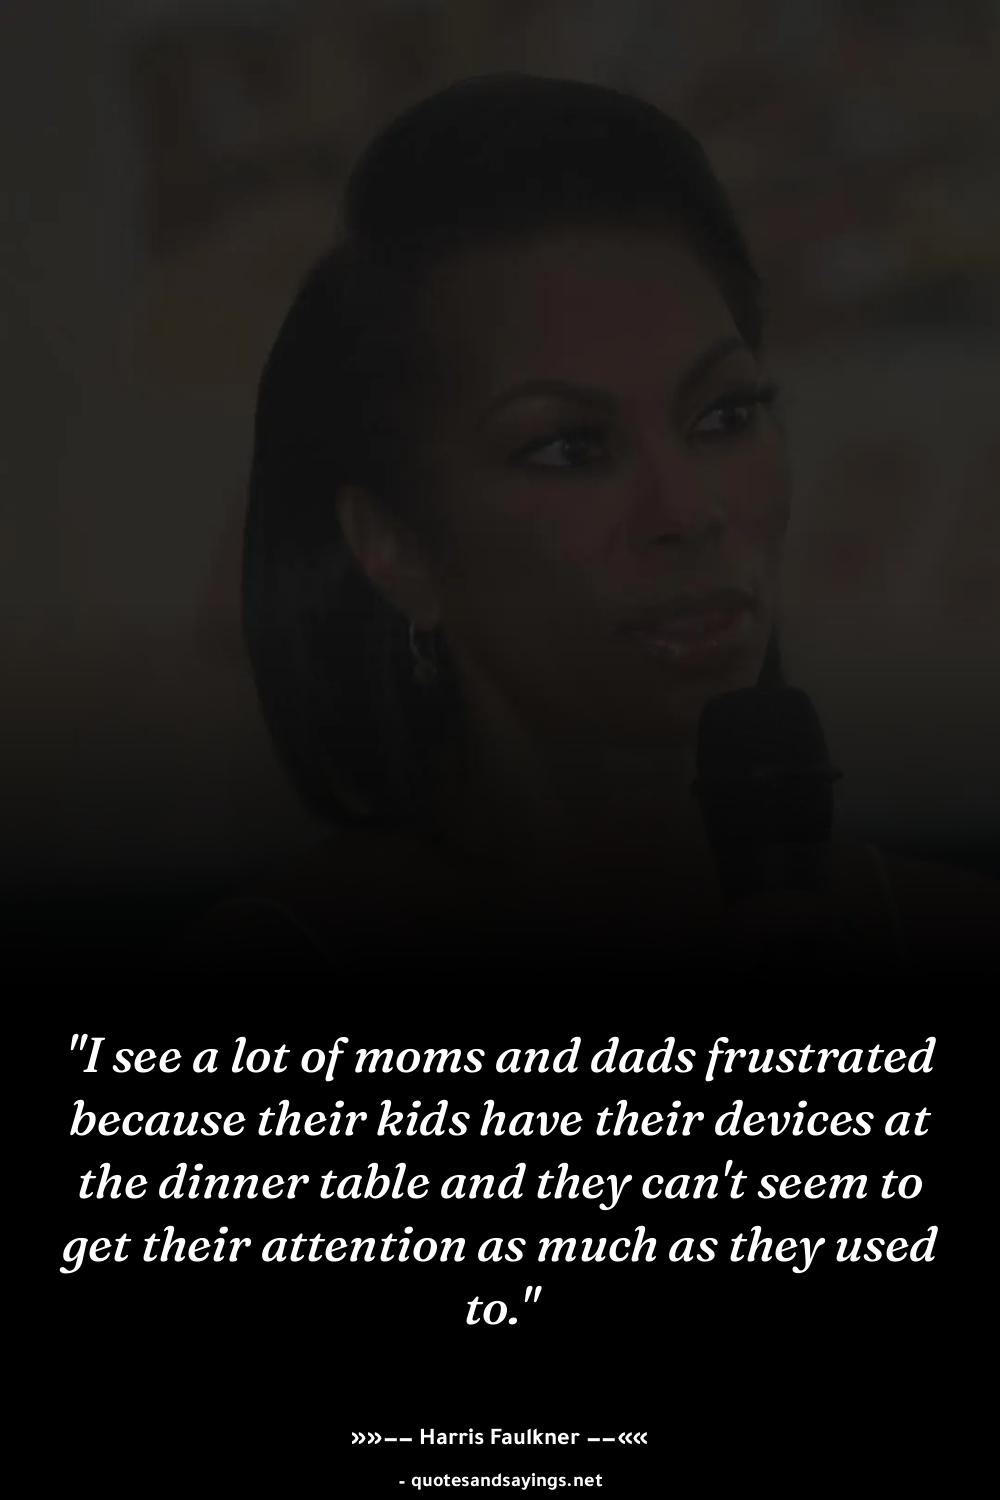 "I see a lot of moms and dads frustrated
because their kids have their devices at
the dinner table and they can't seem to
get their attention as much as they used
to."
»»−− Harris Faulkner −−««
- quotesandsayings.net